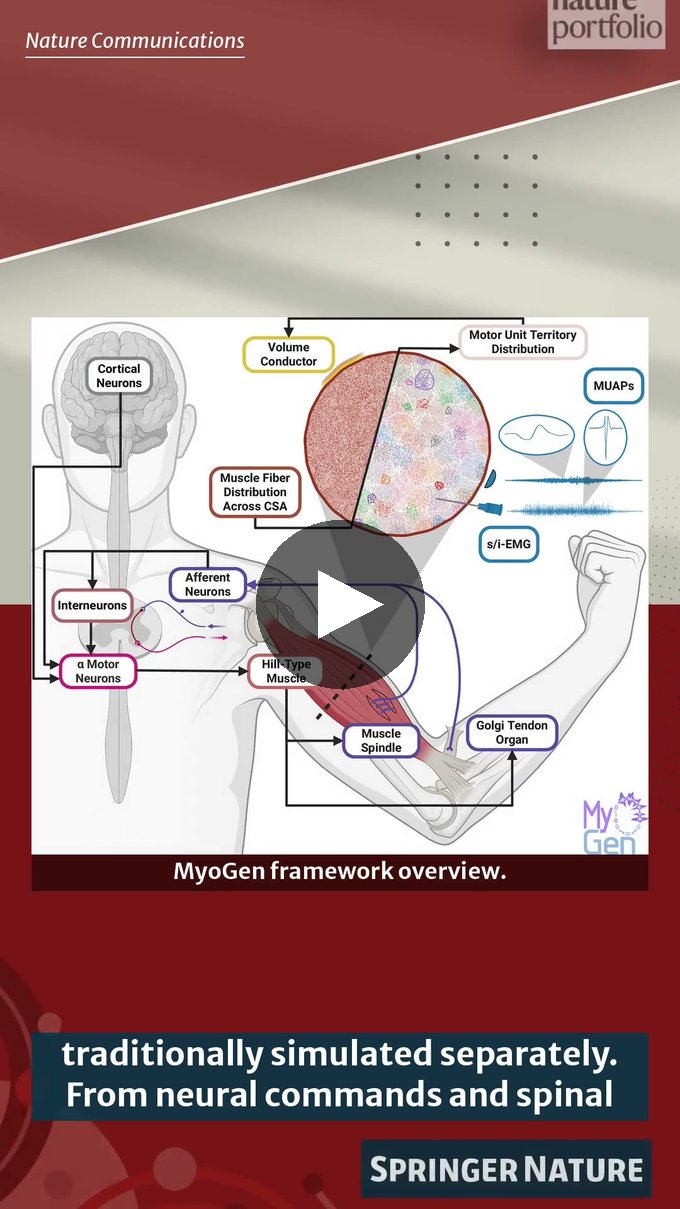 Nature Communications
nature
portfolio
Volume
Conductor
Motor Unit Territory
Distribution
Cortical
Neurons
MUAPs
Muscle Fiber
Distribution
Across CSA
s/i-EMG
Afferent
Neurons
Interneurons
α Motor
Neurons
Hill-Type
Muscle
Muscle
Spindle
Golgi Tendon
Organ
My
Gen
MyoGen framework overview.
traditionally simulated separately.
From neural commands and spinal
SPRINGER NATURE